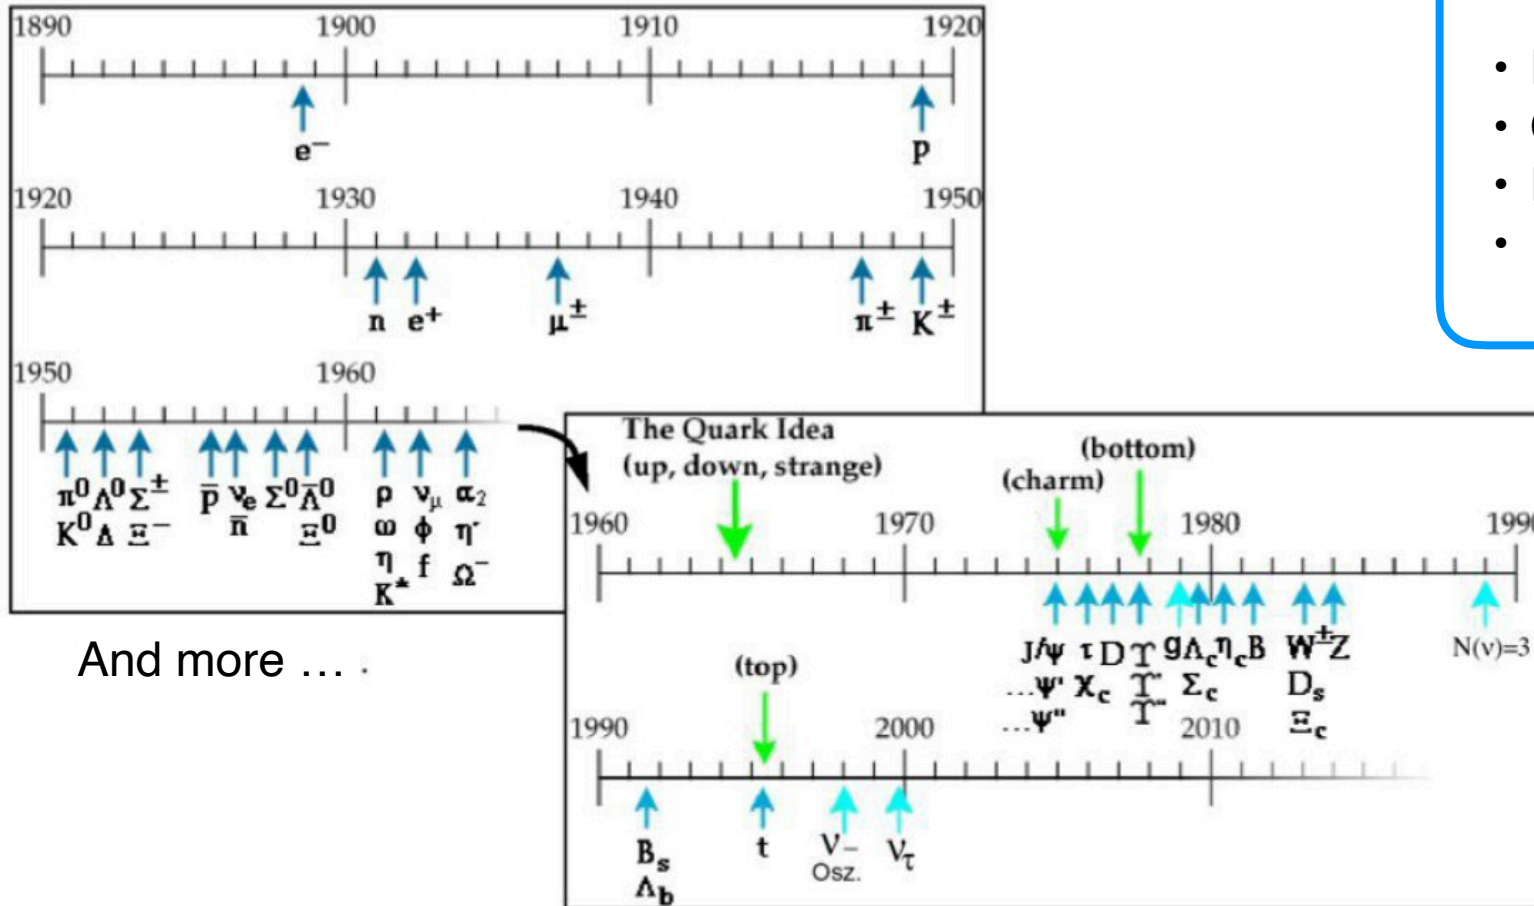 1890 1900 1910 1920
e⁻ p
1920 1930 1940 1950
n e⁺ μ± π± K±
1950 1960
π⁰ Λ⁰ Σ± p̅ νe Σ⁰ Λ̅⁰ ρ νμ α₂
K⁰ Δ Ξ⁻ n̅ Ξ⁰ ω ϕ η'
η f Ω⁻
K*
The Quark Idea
(up, down, strange)
(charm)
(bottom)
1960 1970 1980 1990
J/ψ τ D ϒ g Λc ηc B W± Z N(ν)=3
...ψ' χc ϒ' Σc Ds
...ψ'' ϒ'' Ξc
(top)
1990 2000 2010
Bs t V− ντ
Λb Osz.
And more … .